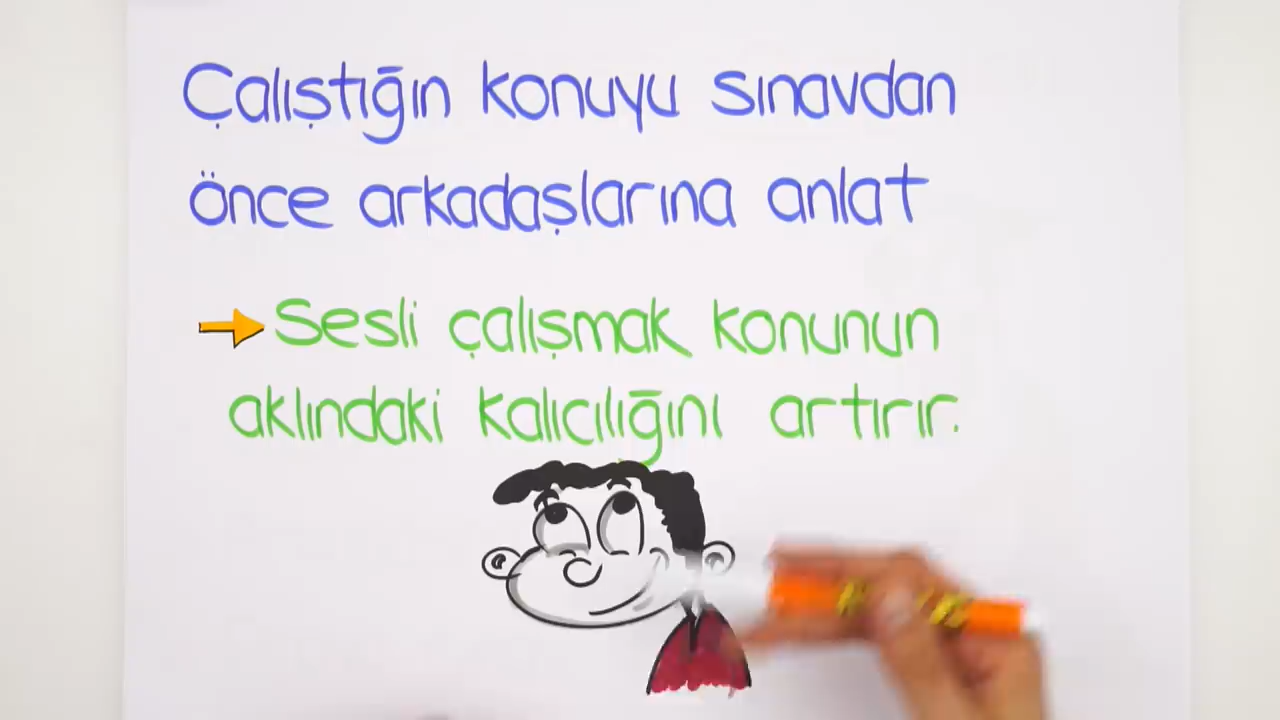 Çalıştığın konuyu sınavdan
önce arkadaşlarına anlat
Sesli çalışmak konunun
aklındaki kalıcılığını artırır.